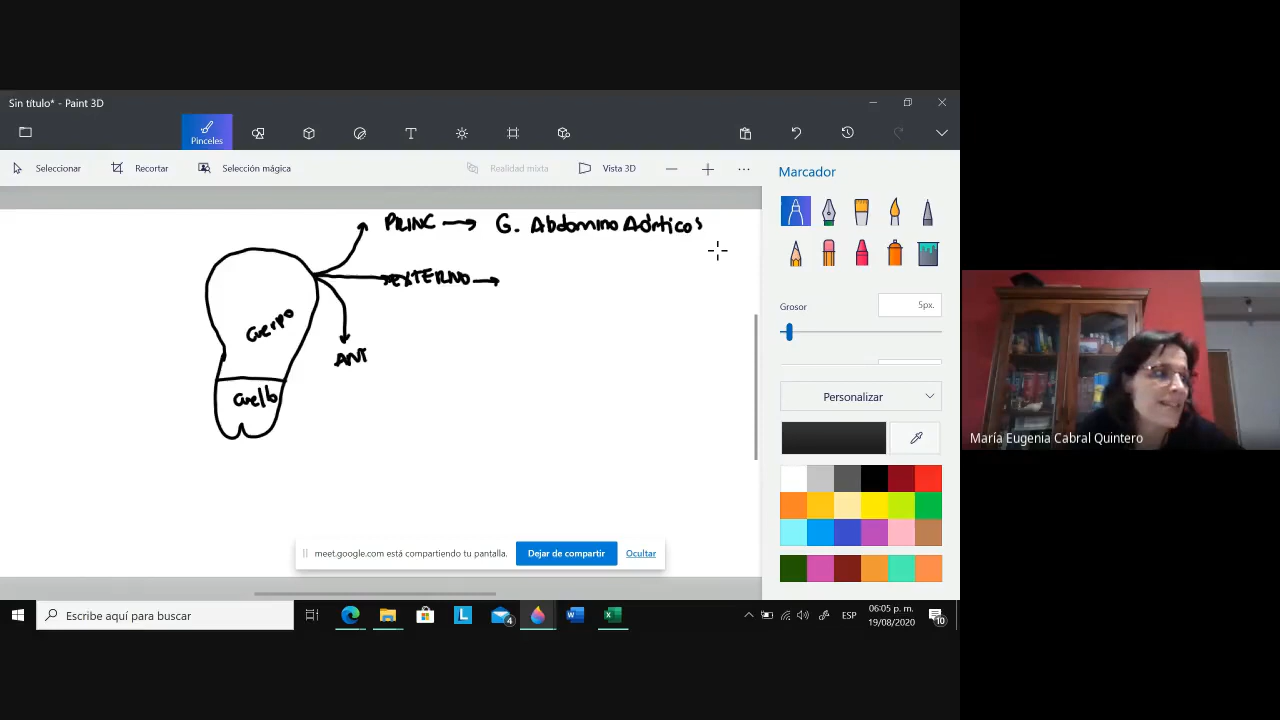 Sin título* - Paint 3D
Pinceles
Seleccionar
Recortar
Selección mágica
Realidad mixta
Vista 3D
Marcador
PRINC → G. Abdomino Aórticos
EXTERNO →
Cuerpo
ANT
Cuello
Grosor
5px.
Personalizar
María Eugenia Cabral Quintero
meet.google.com está compartiendo tu pantalla.
Dejar de compartir
Ocultar
Escribe aquí para buscar
4
L
W
X
ESP
06:05 p. m.
19/08/2020
10